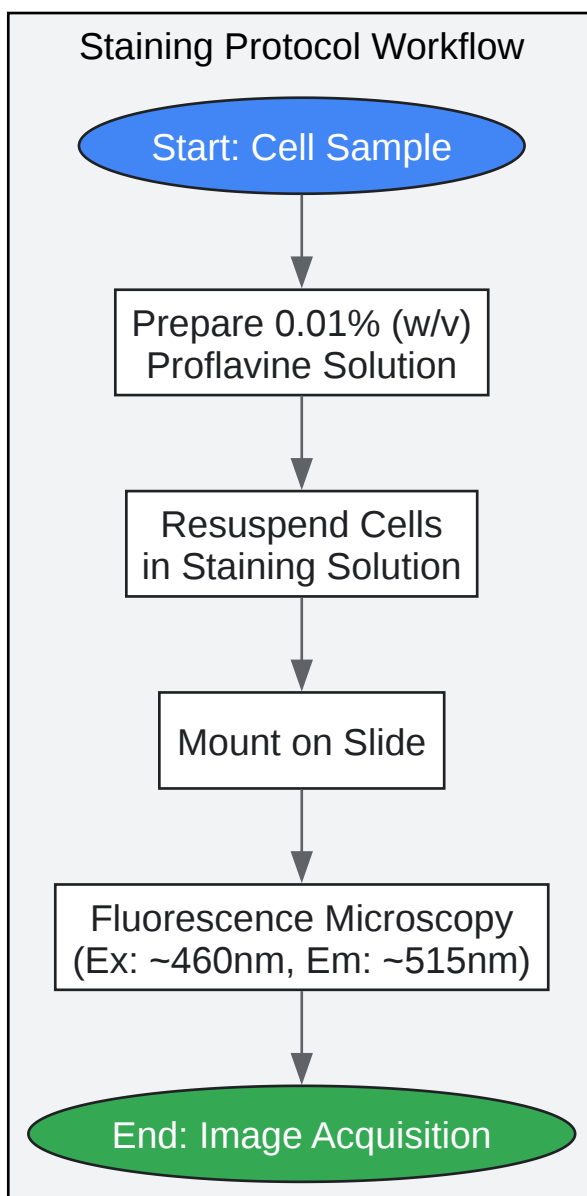 Staining Protocol Workflow
Start: Cell Sample
Prepare 0.01% (w/v)
Proflavine Solution
Resuspend Cells
in Staining Solution
Mount on Slide
Fluorescence Microscopy
(Ex: ~460nm, Em: ~515nm)
End: Image Acquisition